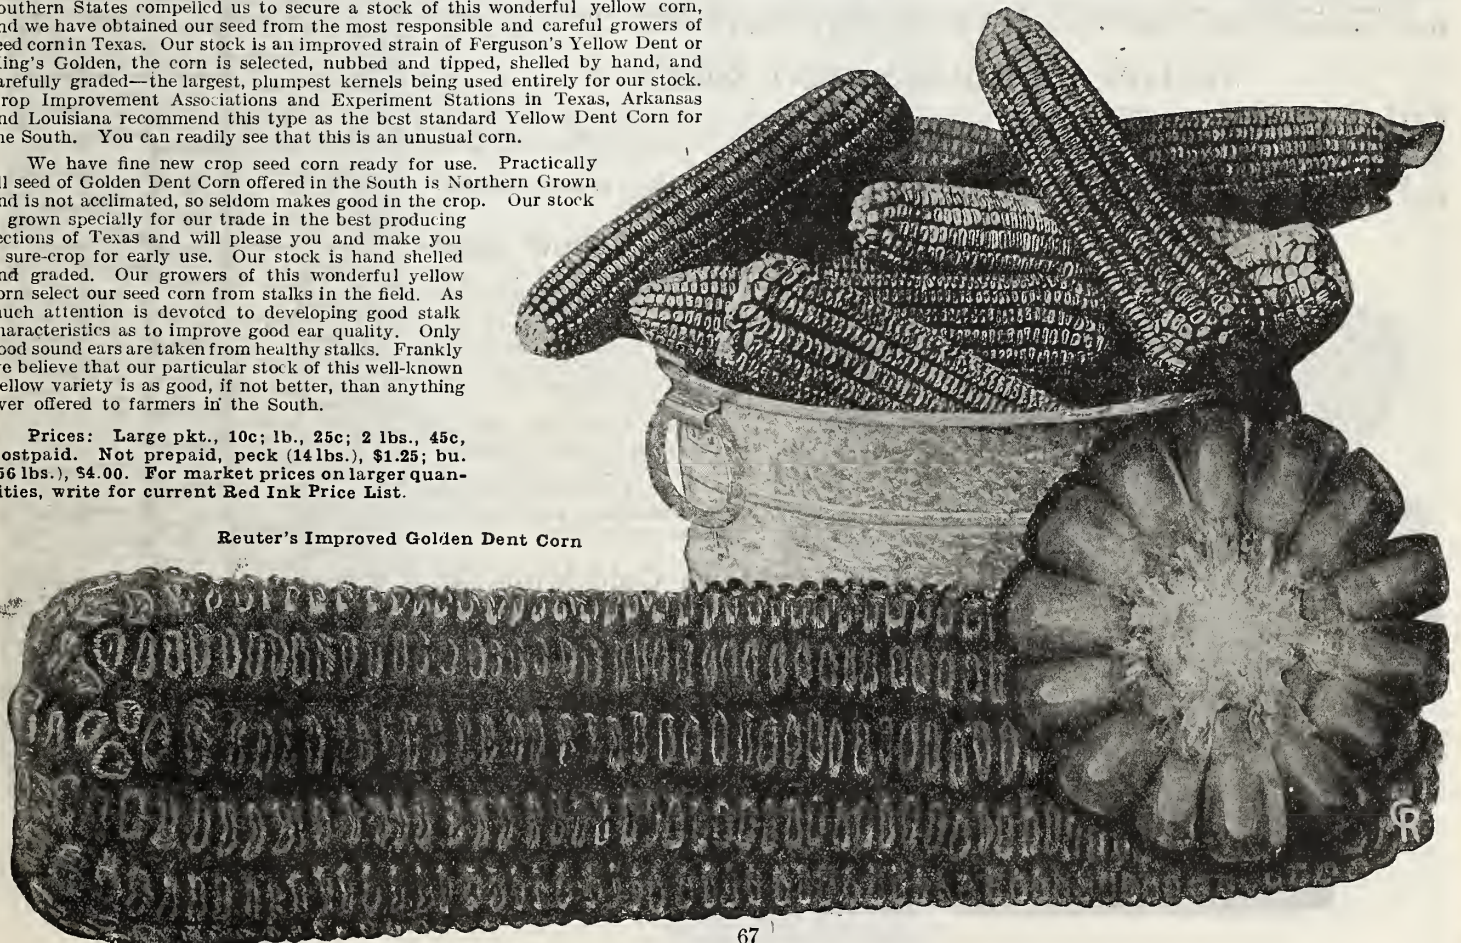 outhern States compelled us to secure a stock of this wonderful yellow corn,
nd we have obtained our seed from the most responsible and careful growers of
eed corn in Texas. Our stock is an improved strain of Ferguson's Yellow Dent or
ing's Golden, the corn is selected, nubbed and tipped, shelled by hand, and
arefully graded—the largest, plumpest kernels being used entirely for our stock.
rop Improvement Associations and Experiment Stations in Texas, Arkansas
nd Louisiana recommend this type as the best standard Yellow Dent Corn for
he South. You can readily see that this is an unusual corn.
We have fine new crop seed corn ready for use. Practically
ll seed of Golden Dent Corn offered in the South is Northern Grown
nd is not acclimated, so seldom makes good in the crop. Our stock
grown specially for our trade in the best producing
ections of Texas and will please you and make you
sure-crop for early use. Our stock is hand shelled
nd graded. Our growers of this wonderful yellow
orn select our seed corn from stalks in the field. As
uch attention is devoted to developing good stalk
haracteristics as to improve good ear quality. Only
ood sound ears are taken from healthy stalks. Frankly
e believe that our particular stock of this well-known
ellow variety is as good, if not better, than anything
ver offered to farmers in the South.
Prices: Large pkt., 10c; lb., 25c; 2 lbs., 45c,
ostpaid. Not prepaid, peck (14 lbs.), $1.25; bu.
56 lbs.), $4.00. For market prices on larger quan-
ities, write for current Red Ink Price List.
Reuter's Improved Golden Dent Corn
CR
67